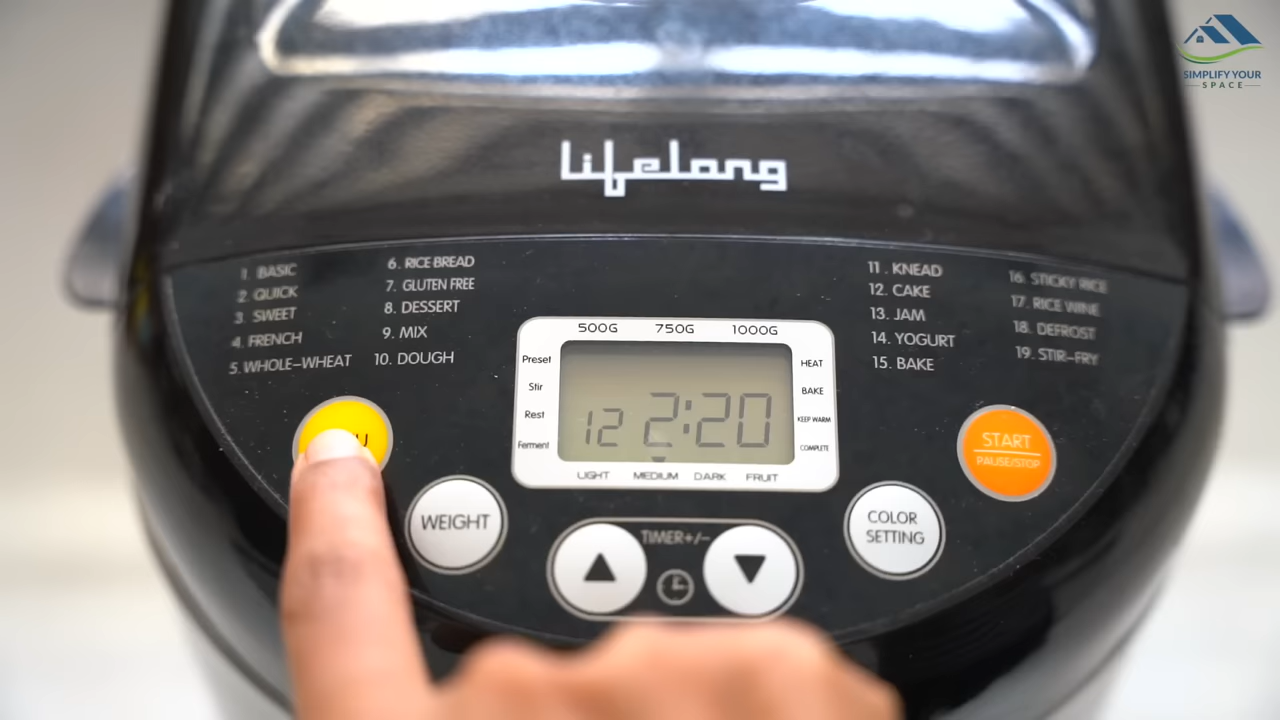 SIMPLIFY YOUR
SPACE
lifelong
1. BASIC
2. QUICK
3. SWEET
4. FRENCH
5. WHOLE-WHEAT
6. RICE BREAD
7. GLUTEN FREE
8. DESSERT
9. MIX
10. DOUGH
500G 750G 1000G
Preset
Stir
Rest
Ferment
12 2:20
HEAT
BAKE
KEEP WARM
COMPLETE
LIGHT MEDIUM DARK FRUIT
11. KNEAD
12. CAKE
13. JAM
14. YOGURT
15. BAKE
16. STICKY RICE
17. RICE WINE
18. DEFROST
19. STIR-FRY
WEIGHT
TIMER+/-
COLOR
SETTING
START
PAUSE/STOP